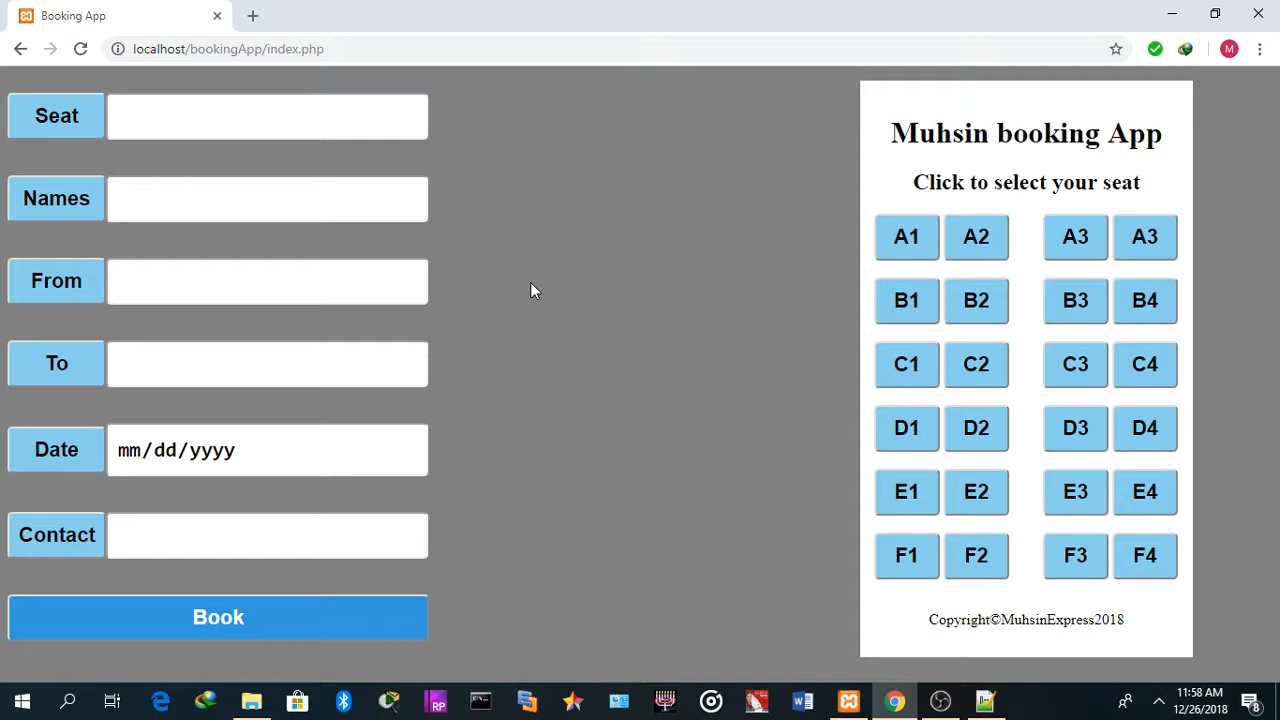 Booking App
localhost/bookingApp/index.php
M
Seat
Names
From
To
Date
mm/dd/yyyy
Contact
Book
Muhsin booking App
Click to select your seat
A1 A2 A3 A3
B1 B2 B3 B4
C1 C2 C3 C4
D1 D2 D3 D4
E1 E2 E3 E4
F1 F2 F3 F4
Copyright©MuhsinExpress2018
RP
11:58 AM
12/26/2018
8